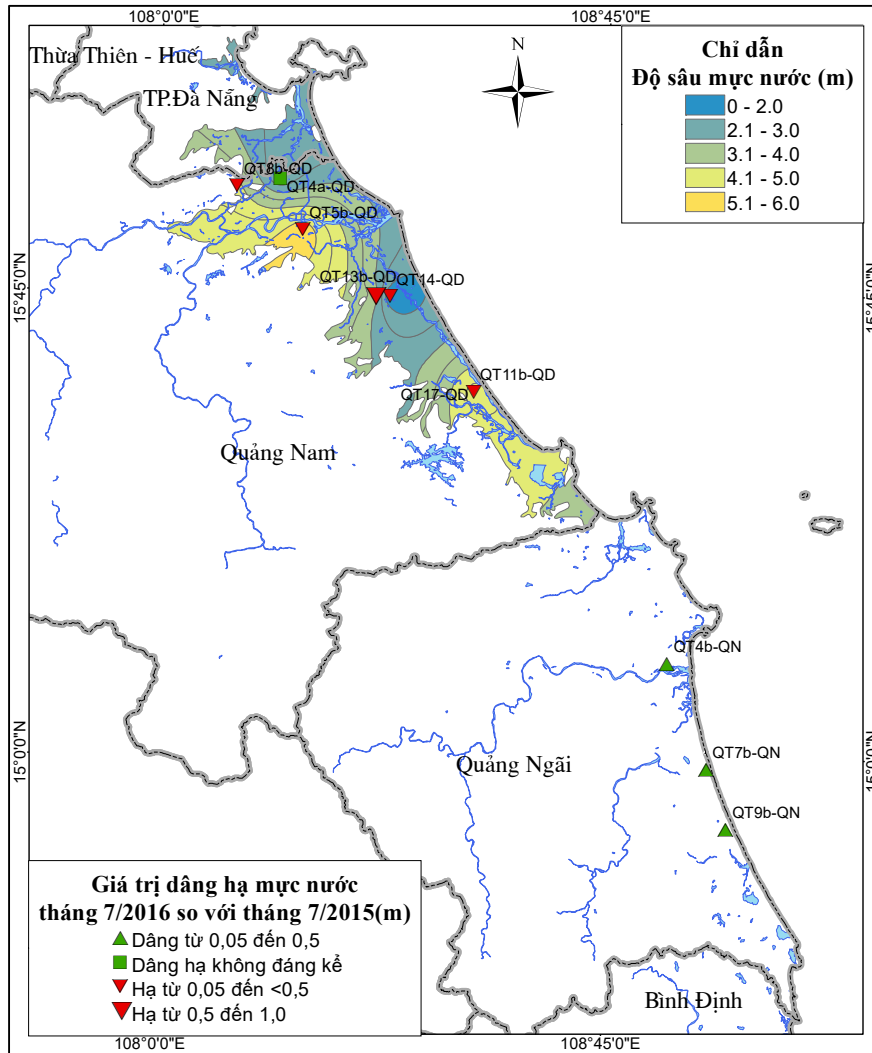 108°0'0"E
108°45'0"E
Thừa Thiên - Huế
TP.Đà Nẵng
N
Chỉ dẫn
Độ sâu mực nước (m)
0 - 2.0
2.1 - 3.0
3.1 - 4.0
4.1 - 5.0
5.1 - 6.0
QT8b-QD
QT4a-QD
QT5b-QD
QT13b-QD
QT14-QD
15°45'0"N
15°45'0"N
QT11b-QD
QT17-QD
Quảng Nam
QT4b-QN
15°0'0"N
15°0'0"N
Quảng Ngãi
QT7b-QN
QT9b-QN
Giá trị dâng hạ mực nước
tháng 7/2016 so với tháng 7/2015(m)
Dâng từ 0,05 đến 0,5
Dâng hạ không đáng kể
Hạ từ 0,05 đến <0,5
Hạ từ 0,5 đến 1,0
Bình Định
108°0'0"E
108°45'0"E